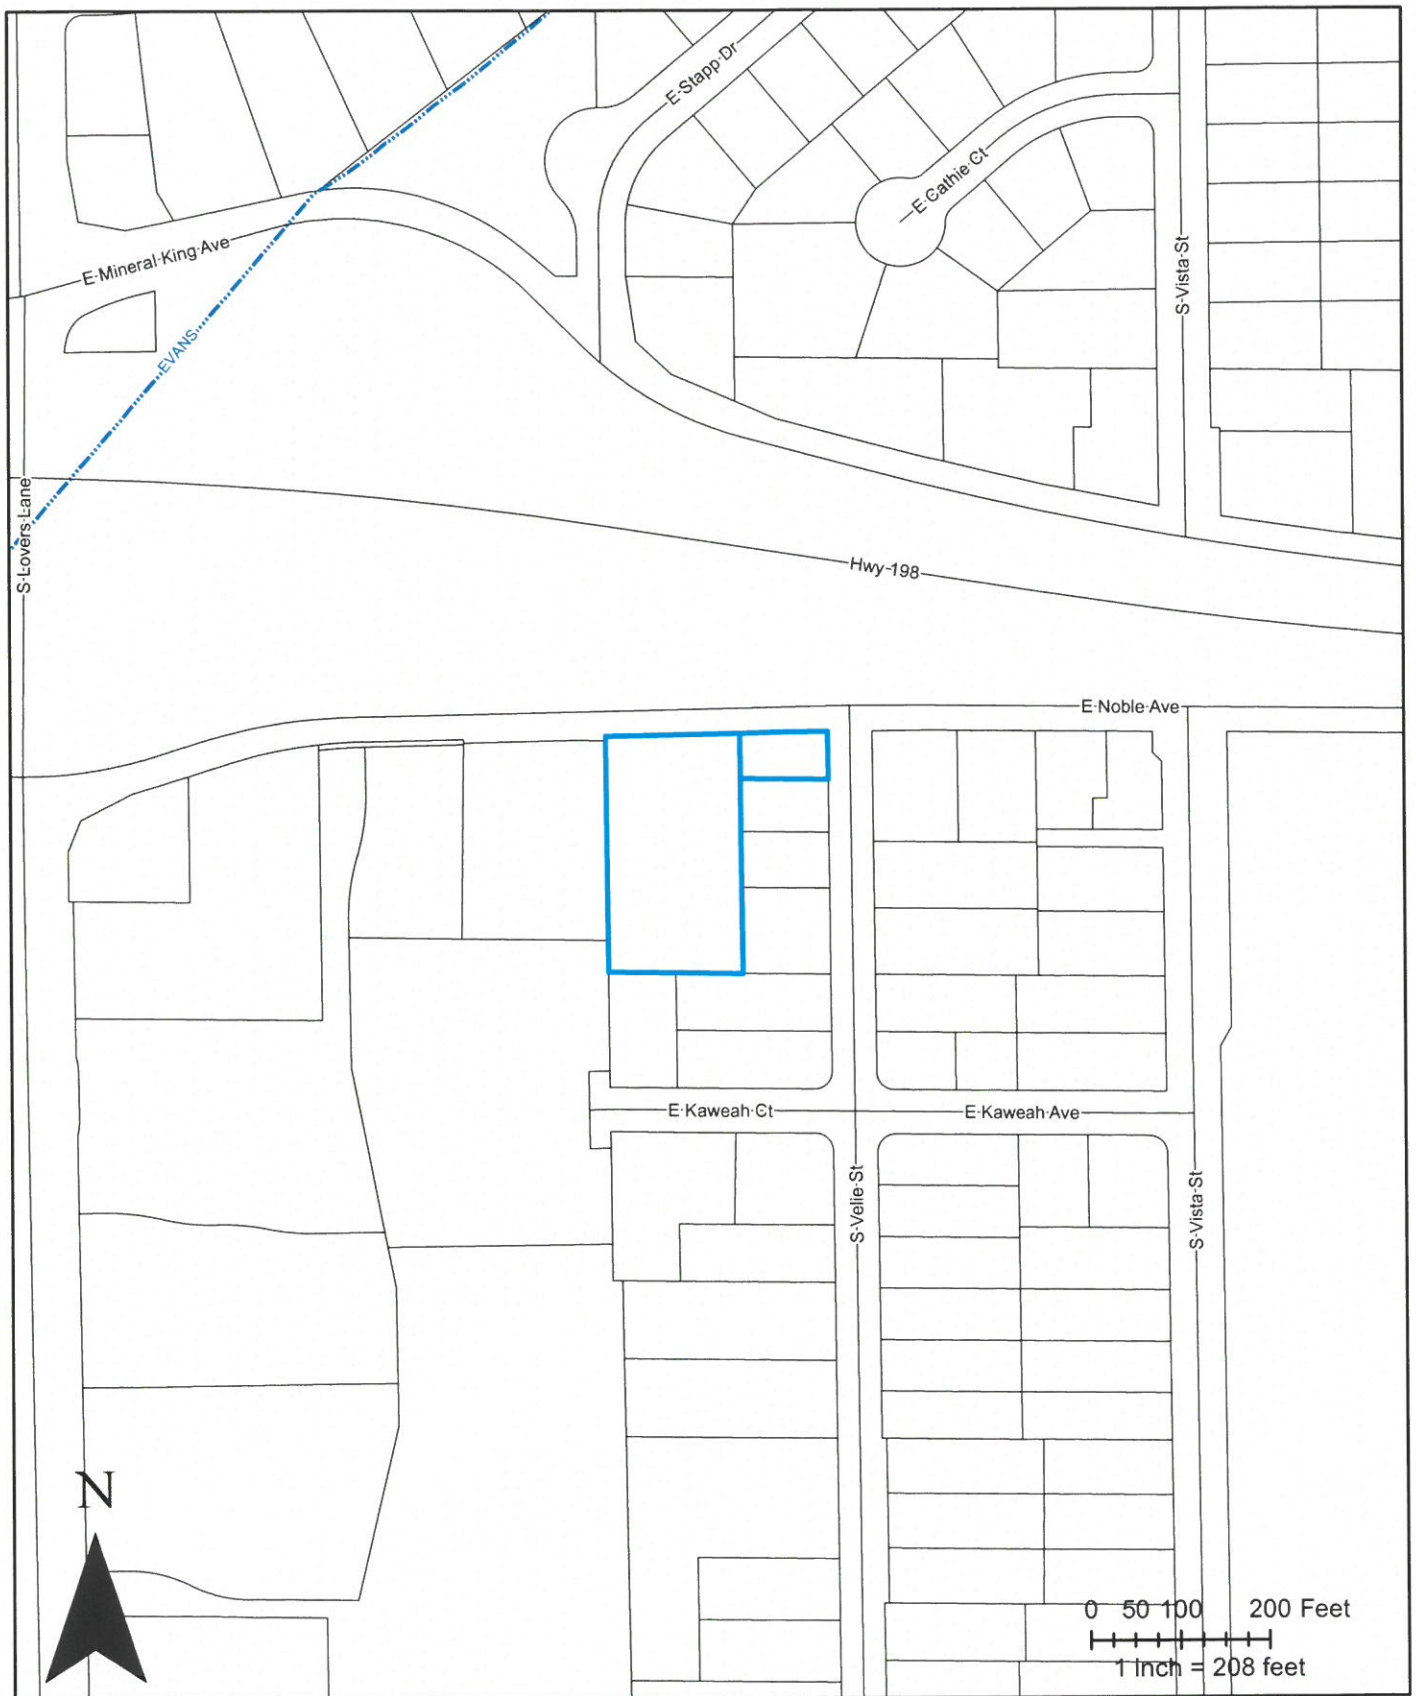 E Stapp Dr
E Cathie Ct
S Vista St
E Mineral King Ave
EVANS
S Lovers Lane
Hwy 198
E Noble Ave
E Kaweah Ct
E Kaweah Ave
S Velie St
S Vista St
N
0 50 100 200 Feet
1 Inch = 208 feet